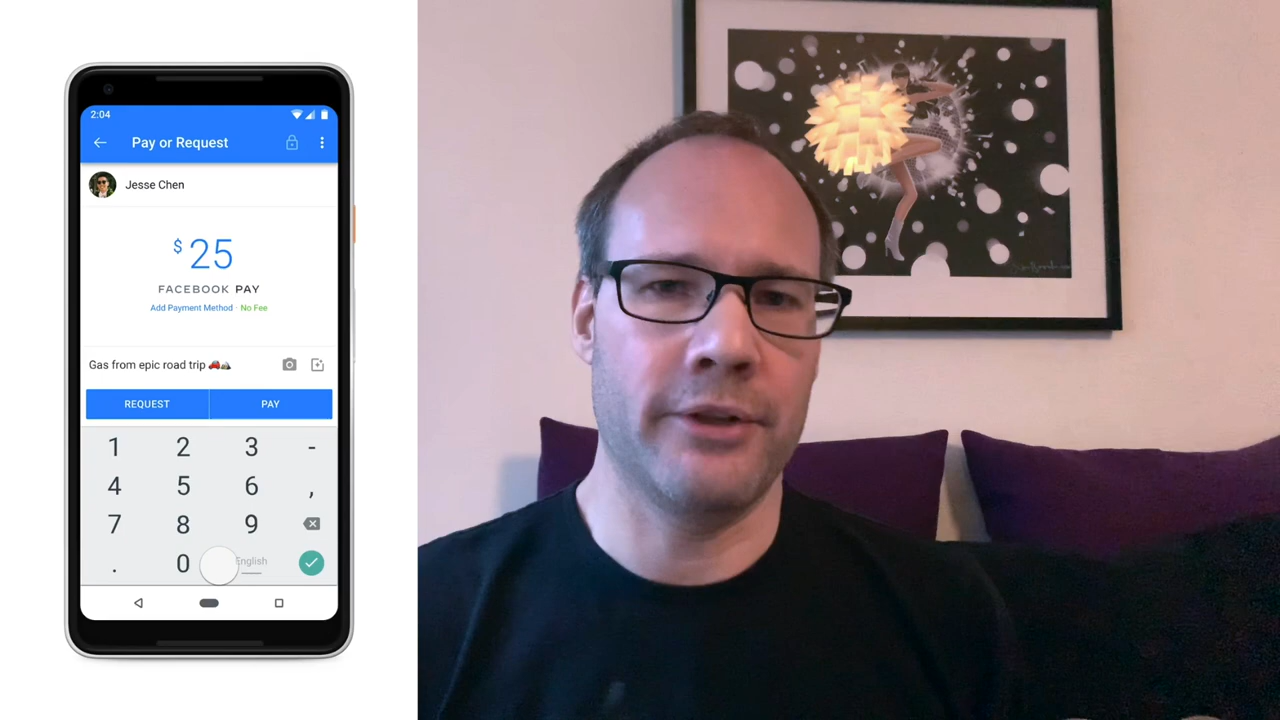 2:04
Pay or Request
Jesse Chen
$ 25
FACEBOOK PAY
Add Payment Method · No Fee
Gas from epic road trip 🚗🏔️
REQUEST PAY
1 2 3 -
4 5 6 ,
7 8 9
. 0 English